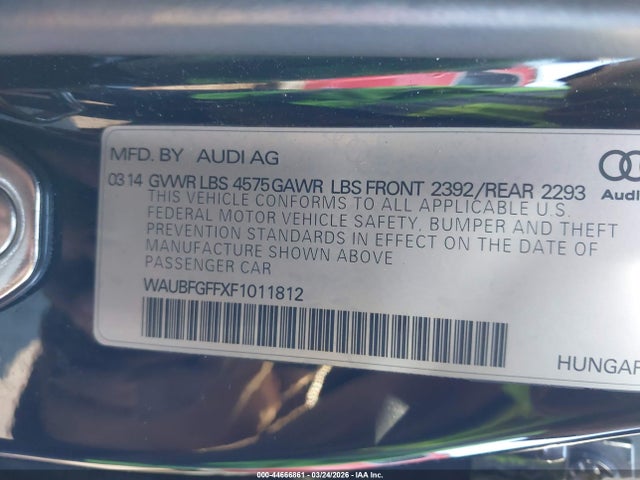 MFD. BY AUDI AG
03 14 GVWR LBS 4575 GAWR LBS FRONT 2392/REAR 2293
THIS VEHICLE CONFORMS TO ALL APPLICABLE U.S.
FEDERAL MOTOR VEHICLE SAFETY, BUMPER AND THEFT
PREVENTION STANDARDS IN EFFECT ON THE DATE OF
MANUFACTURE SHOWN ABOVE
PASSENGER CAR
WAUBFGFFXF1011812
Audi
HUNGAR
000-44666861 | 03/24/2026 | IAA Inc.